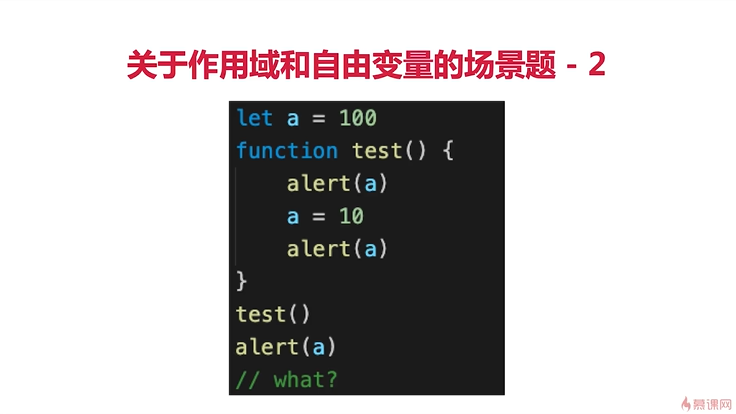 关于作用域和自由变量的场景题 - 2
let a = 100
function test() {
    alert(a)
    a = 10
    alert(a)
}
test()
alert(a)
// what?
慕课网